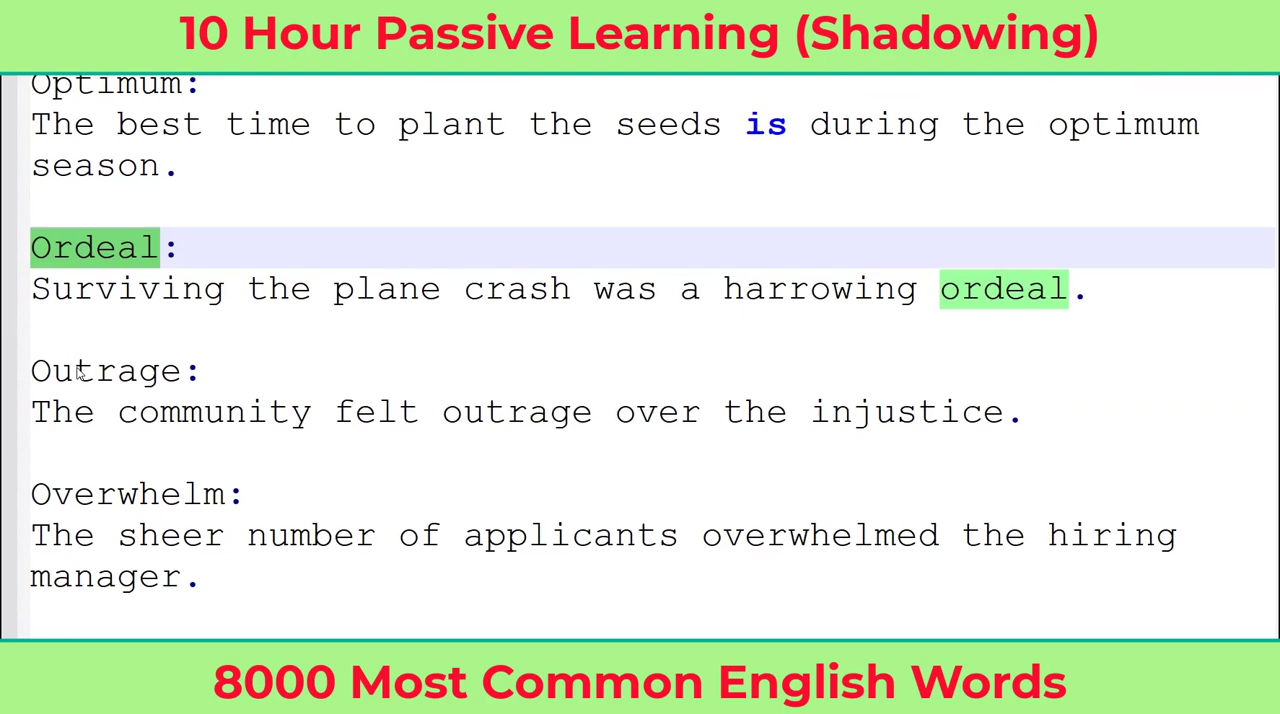 10 Hour Passive Learning (Shadowing)
Optimum:
The best time to plant the seeds is during the optimum
season.
Ordeal:
Surviving the plane crash was a harrowing ordeal.
Outrage:
The community felt outrage over the injustice.
Overwhelm:
The sheer number of applicants overwhelmed the hiring
manager.
8000 Most Common English Words